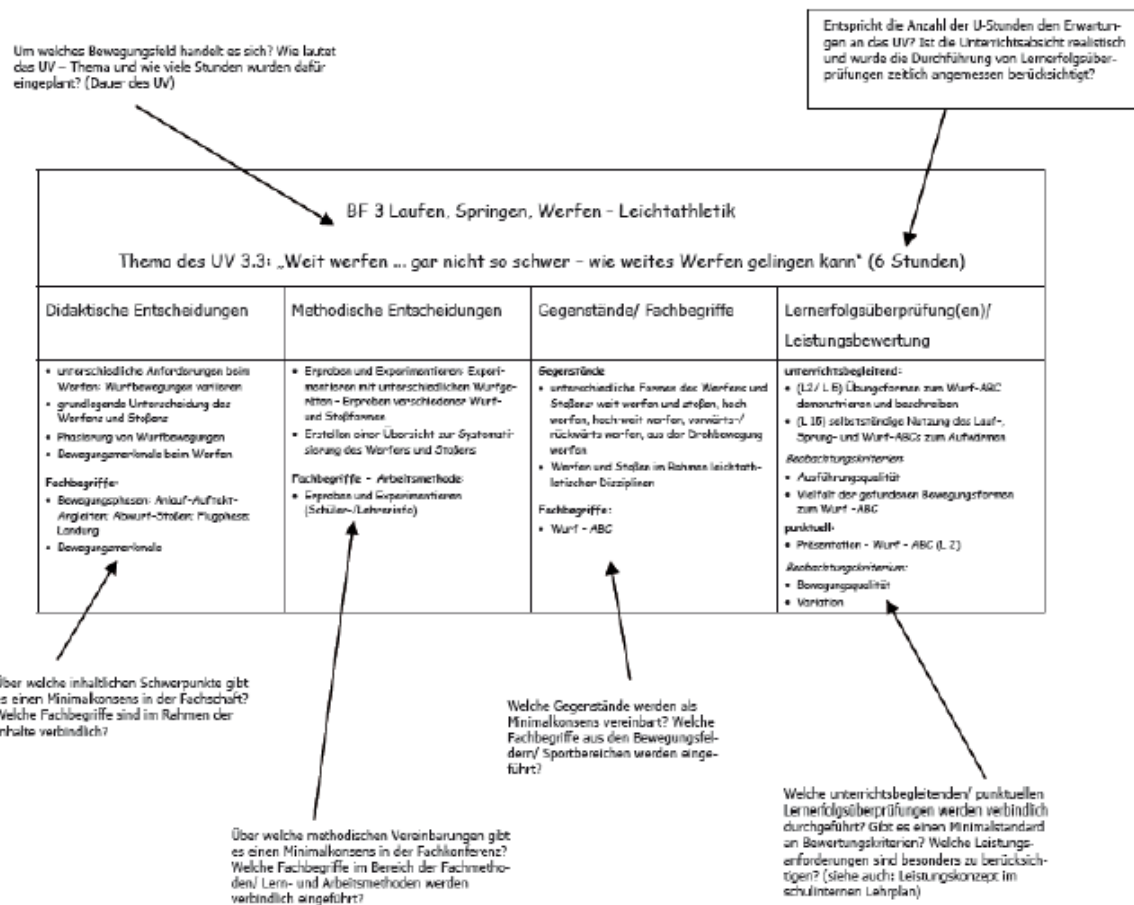 Um welches Bewegungsfeld handelt es sich? Wie lautet
das UV – Thema und wie viele Stunden wurden dafür
eingeplant? (Dauer des UV)
Entspricht die Anzahl der U-Stunden den Erwartun-
gen an das UV? Ist die Unterrichtsabsicht realistisch
und wurde die Durchführung von Lernerfolgsüber-
prüfungen zeitlich angemessen berücksichtigt?
BF 3 Laufen, Springen, Werfen – Leichtathletik
Thema des UV 3.3: „Weit werfen … gar nicht so schwer – wie weites Werfen gelingen kann“ (6 Stunden)
Didaktische Entscheidungen
• unterschiedliche Anforderungen beim
Werfen: Wurfbewegungen variieren
• grundlegende Unterscheidung des
Werfens und Stoßens
• Phasierung von Wurfbewegungen
• Bewegungsmerkmale beim Werfen
Fachbegriffe:
• Bewegungsphasen: Anlauf-Auftakt-
Angleiten; Abwurf-Stoßen; Flugphase;
Landung
• Bewegungsmerkmale
Methodische Entscheidungen
• Erproben und Experimentieren: Experi-
mentieren mit unterschiedlichen Wurfge-
räten – Erproben verschiedener Wurf-
und Stoßformen
• Erstellen einer Übersicht zur Systemati-
sierung des Werfens und Stoßens
Fachbegriffe – Arbeitsmethode:
• Erproben und Experimentieren
(Schüler-/Lehrerinfo)
Gegenstände/ Fachbegriffe
Gegenstände
• unterschiedliche Formen des Werfens und
Stoßens: weit werfen und stoßen, hoch
werfen, hoch-weit werfen, vorwärts-/
rückwärts werfen, aus der Drehbewegung
werfen
• Werfen und Stoßen im Rahmen leichtath-
letischer Disziplinen
Fachbegriffe:
• Wurf – ABC
Lernerfolgsüberprüfung(en)/
Leistungsbewertung
unterrichtsbegleitend:
• (L2/ L 6) Übungsformen zum Wurf-ABC
demonstrieren und beschreiben
• (L 16) selbstständige Nutzung des Lauf-,
Sprung- und Wurf-ABCs zum Aufwärmen
Beobachtungskriterien:
• Ausführungsqualität
• Vielfalt der gefundenen Bewegungsformen
zum Wurf -ABC
punktuell:
• Präsentation – Wurf – ABC (L 2)
Beobachtungskriterium:
• Bewegungsqualität
• Variation
Über welche inhaltlichen Schwerpunkte gibt
es einen Minimalkonsens in der Fachschaft?
Welche Fachbegriffe sind im Rahmen der
Inhalte verbindlich?
Über welche methodischen Vereinbarungen gibt
es einen Minimalkonsens in der Fachkonferenz?
Welche Fachbegriffe im Bereich der Fachmetho-
den/ Lern- und Arbeitsmethoden werden
verbindlich eingeführt?
Welche Gegenstände werden als
Minimalkonsens vereinbart? Welche
Fachbegriffe aus den Bewegungsfel-
dern/ Sportbereichen werden einge-
führt?
Welche unterrichtsbegleitenden/ punktuellen
Lernerfolgsüberprüfungen werden verbindlich
durchgeführt? Gibt es einen Minimalstandard
an Bewertungskriterien? Welche Leistungs-
anforderungen sind besonders zu berücksich-
tigen? (siehe auch: Leistungskonzept im
schulinternen Lehrplan)